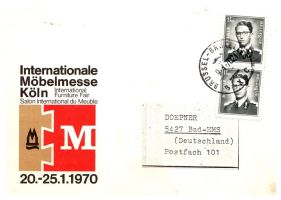 Internationale
Möbelmesse
Köln International
Furniture Fair
Salon International du Meuble
M
20.-25.1.1970
DOEPNER
5427 Bad-EMS
(Deutschland)
Postfach 101